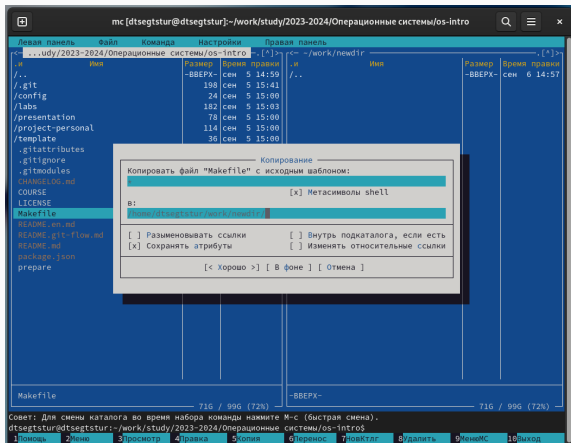 mc [dtsegtstur@dtsegtstur]:~/work/study/2023-2024/Операционные системы/os-intro
Левая панель Файл Команда Настройки Правая панель
<— ...udy/2023-2024/Операционные системы/os-intro —.[^]> <— ~/work/newdir —.[^]>
.и Имя Размер Время правки .и Имя Размер Время правки
/.. -ВВЕРХ- сен 5 14:59 /.. -ВВЕРХ- сен 6 14:57
/.git 198 сен 5 15:41
/config 24 сен 5 15:00
/labs 182 сен 5 15:03
/presentation 78 сен 5 15:00
/project-personal 114 сен 5 15:00
/template 36 сен 5 15:00
.gitattributes
.gitignore
.gitmodules
CHANGELOG.md
COURSE
LICENSE
Makefile
README.en.md
README.git-flow.md
README.md
package.json
prepare
Копирование
Копировать файл "Makefile" с исходным шаблоном:
*
[x] Метасимволы shell
в:
/home/dtsegtstur/work/newdir/
[ ] Разыменовывать ссылки [ ] Внутрь подкаталога, если есть
[x] Сохранять атрибуты [ ] Изменять относительные ссылки
[< Хорошо >] [ В фоне ] [ Отмена ]
Makefile -ВВЕРХ-
71G / 99G (72%) 71G / 99G (72%)
Совет: Для смены каталога во время набора команды нажмите M-c (быстрая смена).
dtsegtstur@dtsegtstur:~/work/study/2023-2024/Операционные системы/os-intro$
1Помощь 2Меню 3Просмотр 4Правка 5Копия 6Перенос 7НовКтлг 8Удалить 9МенюMC 10Выход